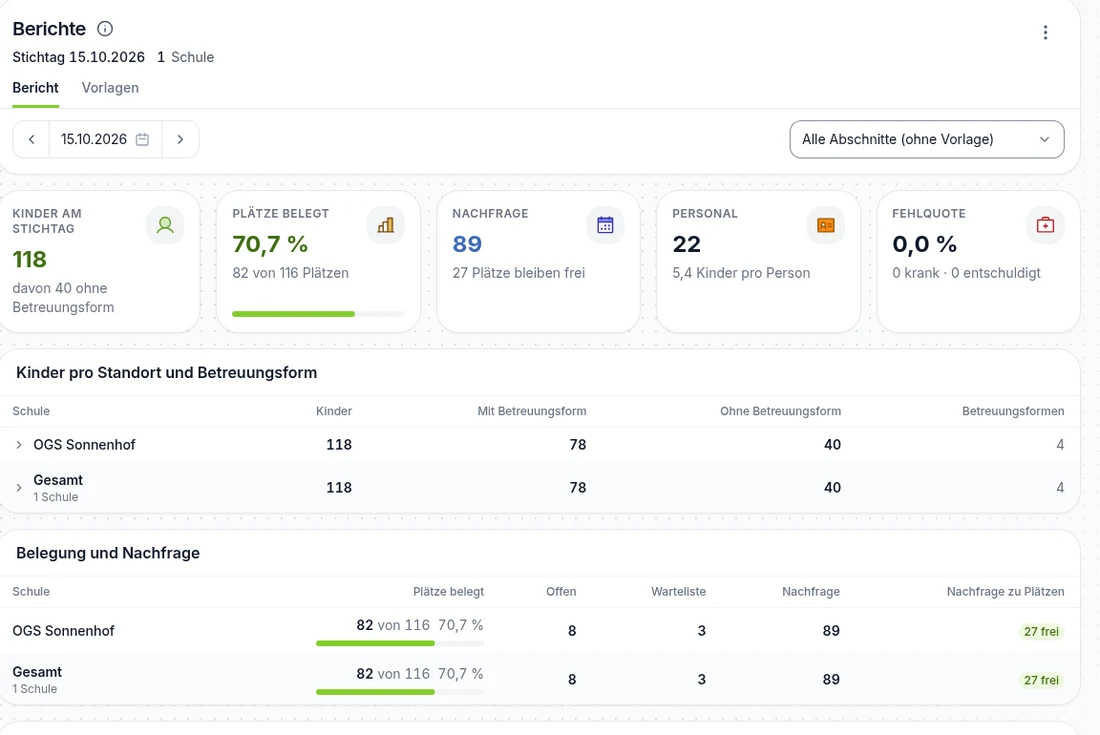 Berichte
Stichtag 15.10.2026 1 Schule
Bericht Vorlagen
15.10.2026
Alle Abschnitte (ohne Vorlage)
KINDER AM STICHTAG
118
davon 40 ohne
Betreuungsform
PLÄTZE BELEGT
70,7 %
82 von 116 Plätzen
NACHFRAGE
89
27 Plätze bleiben frei
PERSONAL
22
5,4 Kinder pro Person
FEHLQUOTE
0,0 %
0 krank · 0 entschuldigt
Kinder pro Standort und Betreuungsform
Schule Kinder Mit Betreuungsform Ohne Betreuungsform Betreuungsformen
OGS Sonnenhof 118 78 40 4
Gesamt 118 78 40 4
1 Schule
Belegung und Nachfrage
Schule Plätze belegt Offen Warteliste Nachfrage Nachfrage zu Plätzen
OGS Sonnenhof 82 von 116 70,7 % 8 3 89 27 frei
Gesamt 82 von 116 70,7 % 8 3 89 27 frei
1 Schule